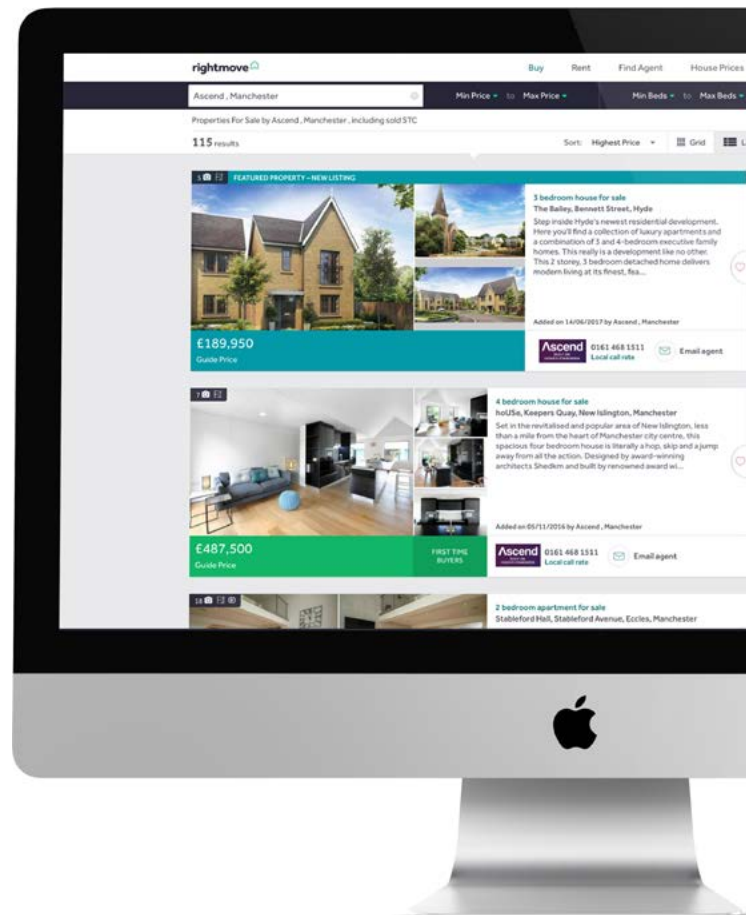 rightmove
Buy Rent Find Agent House Prices
Ascend , Manchester
Min Price to Max Price
Min Beds to Max Beds
Properties For Sale by Ascend , Manchester , including sold STC
115 results
Sort: Highest Price
Grid
5 FEATURED PROPERTY – NEW LISTING
3 bedroom house for sale
The Bailey, Bennett Street, Hyde
Step inside Hyde's newest residential development.
Here you'll find a collection of luxury apartments and
a combination of 3 and 4-bedroom executive family
homes. This really is a development like no other.
This 2 storey, 3 bedroom detached home delivers
modern living at its finest, fea...
Added on 14/06/2017 by Ascend , Manchester
£189,950
Guide Price
Ascend
0161 468 1511
Local call rate
Email agent
7
4 bedroom house for sale
hoUSe, Keepers Quay, New Islington, Manchester
Set in the revitalised and popular area of New Islington, less
than a mile from the heart of Manchester city centre, this
spacious four bedroom house is literally a hop, skip and a jump
away from all the action. Designed by award-winning
architects Shedkm and built by renowned award wi...
Added on 05/11/2016 by Ascend , Manchester
£487,500
Guide Price
FIRST TIME
BUYERS
Ascend
0161 468 1511
Local call rate
Email agent
18
2 bedroom apartment for sale
Stableford Hall, Stableford Avenue, Eccles, Manchester